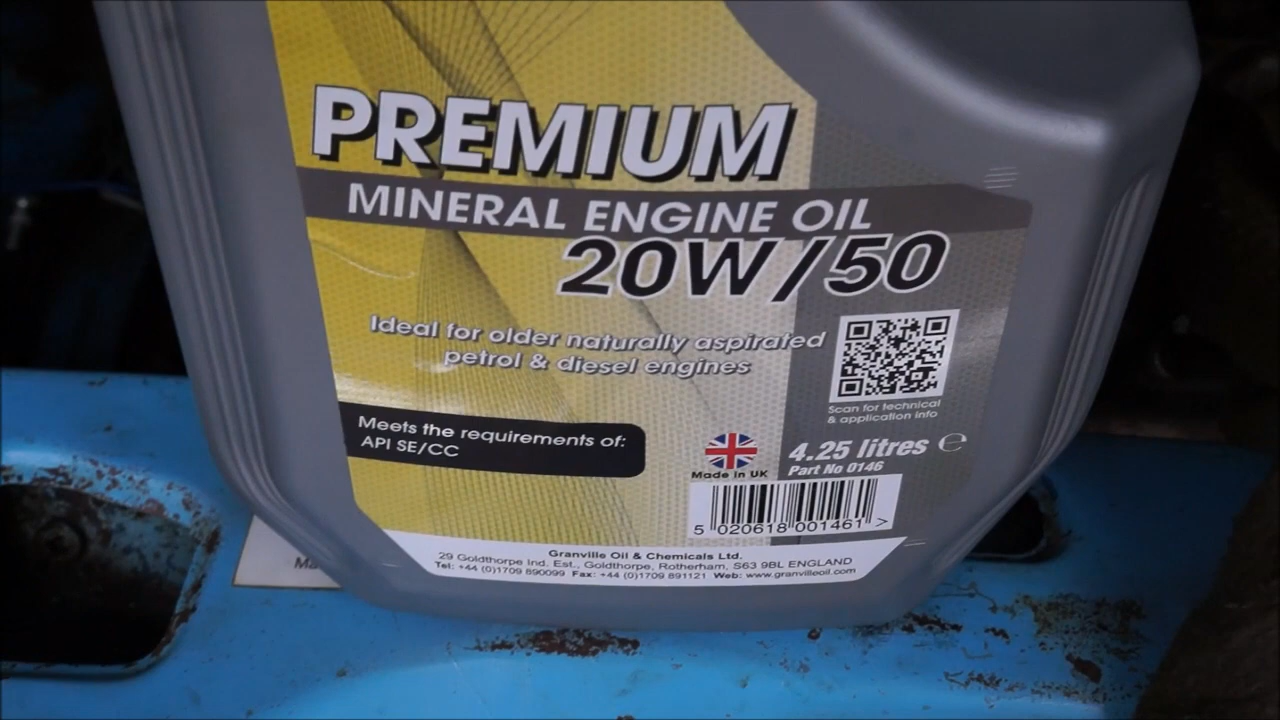 PREMIUM
MINERAL ENGINE OIL
20W/50
Ideal for older naturally aspirated
petrol & diesel engines
Scan for technical
& application info
Meets the requirements of:
API SE/CC
4.25 litres ℮
Made in UK
Part No 0146
5 020618 001461 >
Granville Oil & Chemicals Ltd.
29 Goldthorpe Ind. Est., Goldthorpe, Rotherham, S63 9BL ENGLAND
Tel: +44 (0)1709 890099 Fax: +44 (0)1709 891121 Web: www.granvilleoil.com